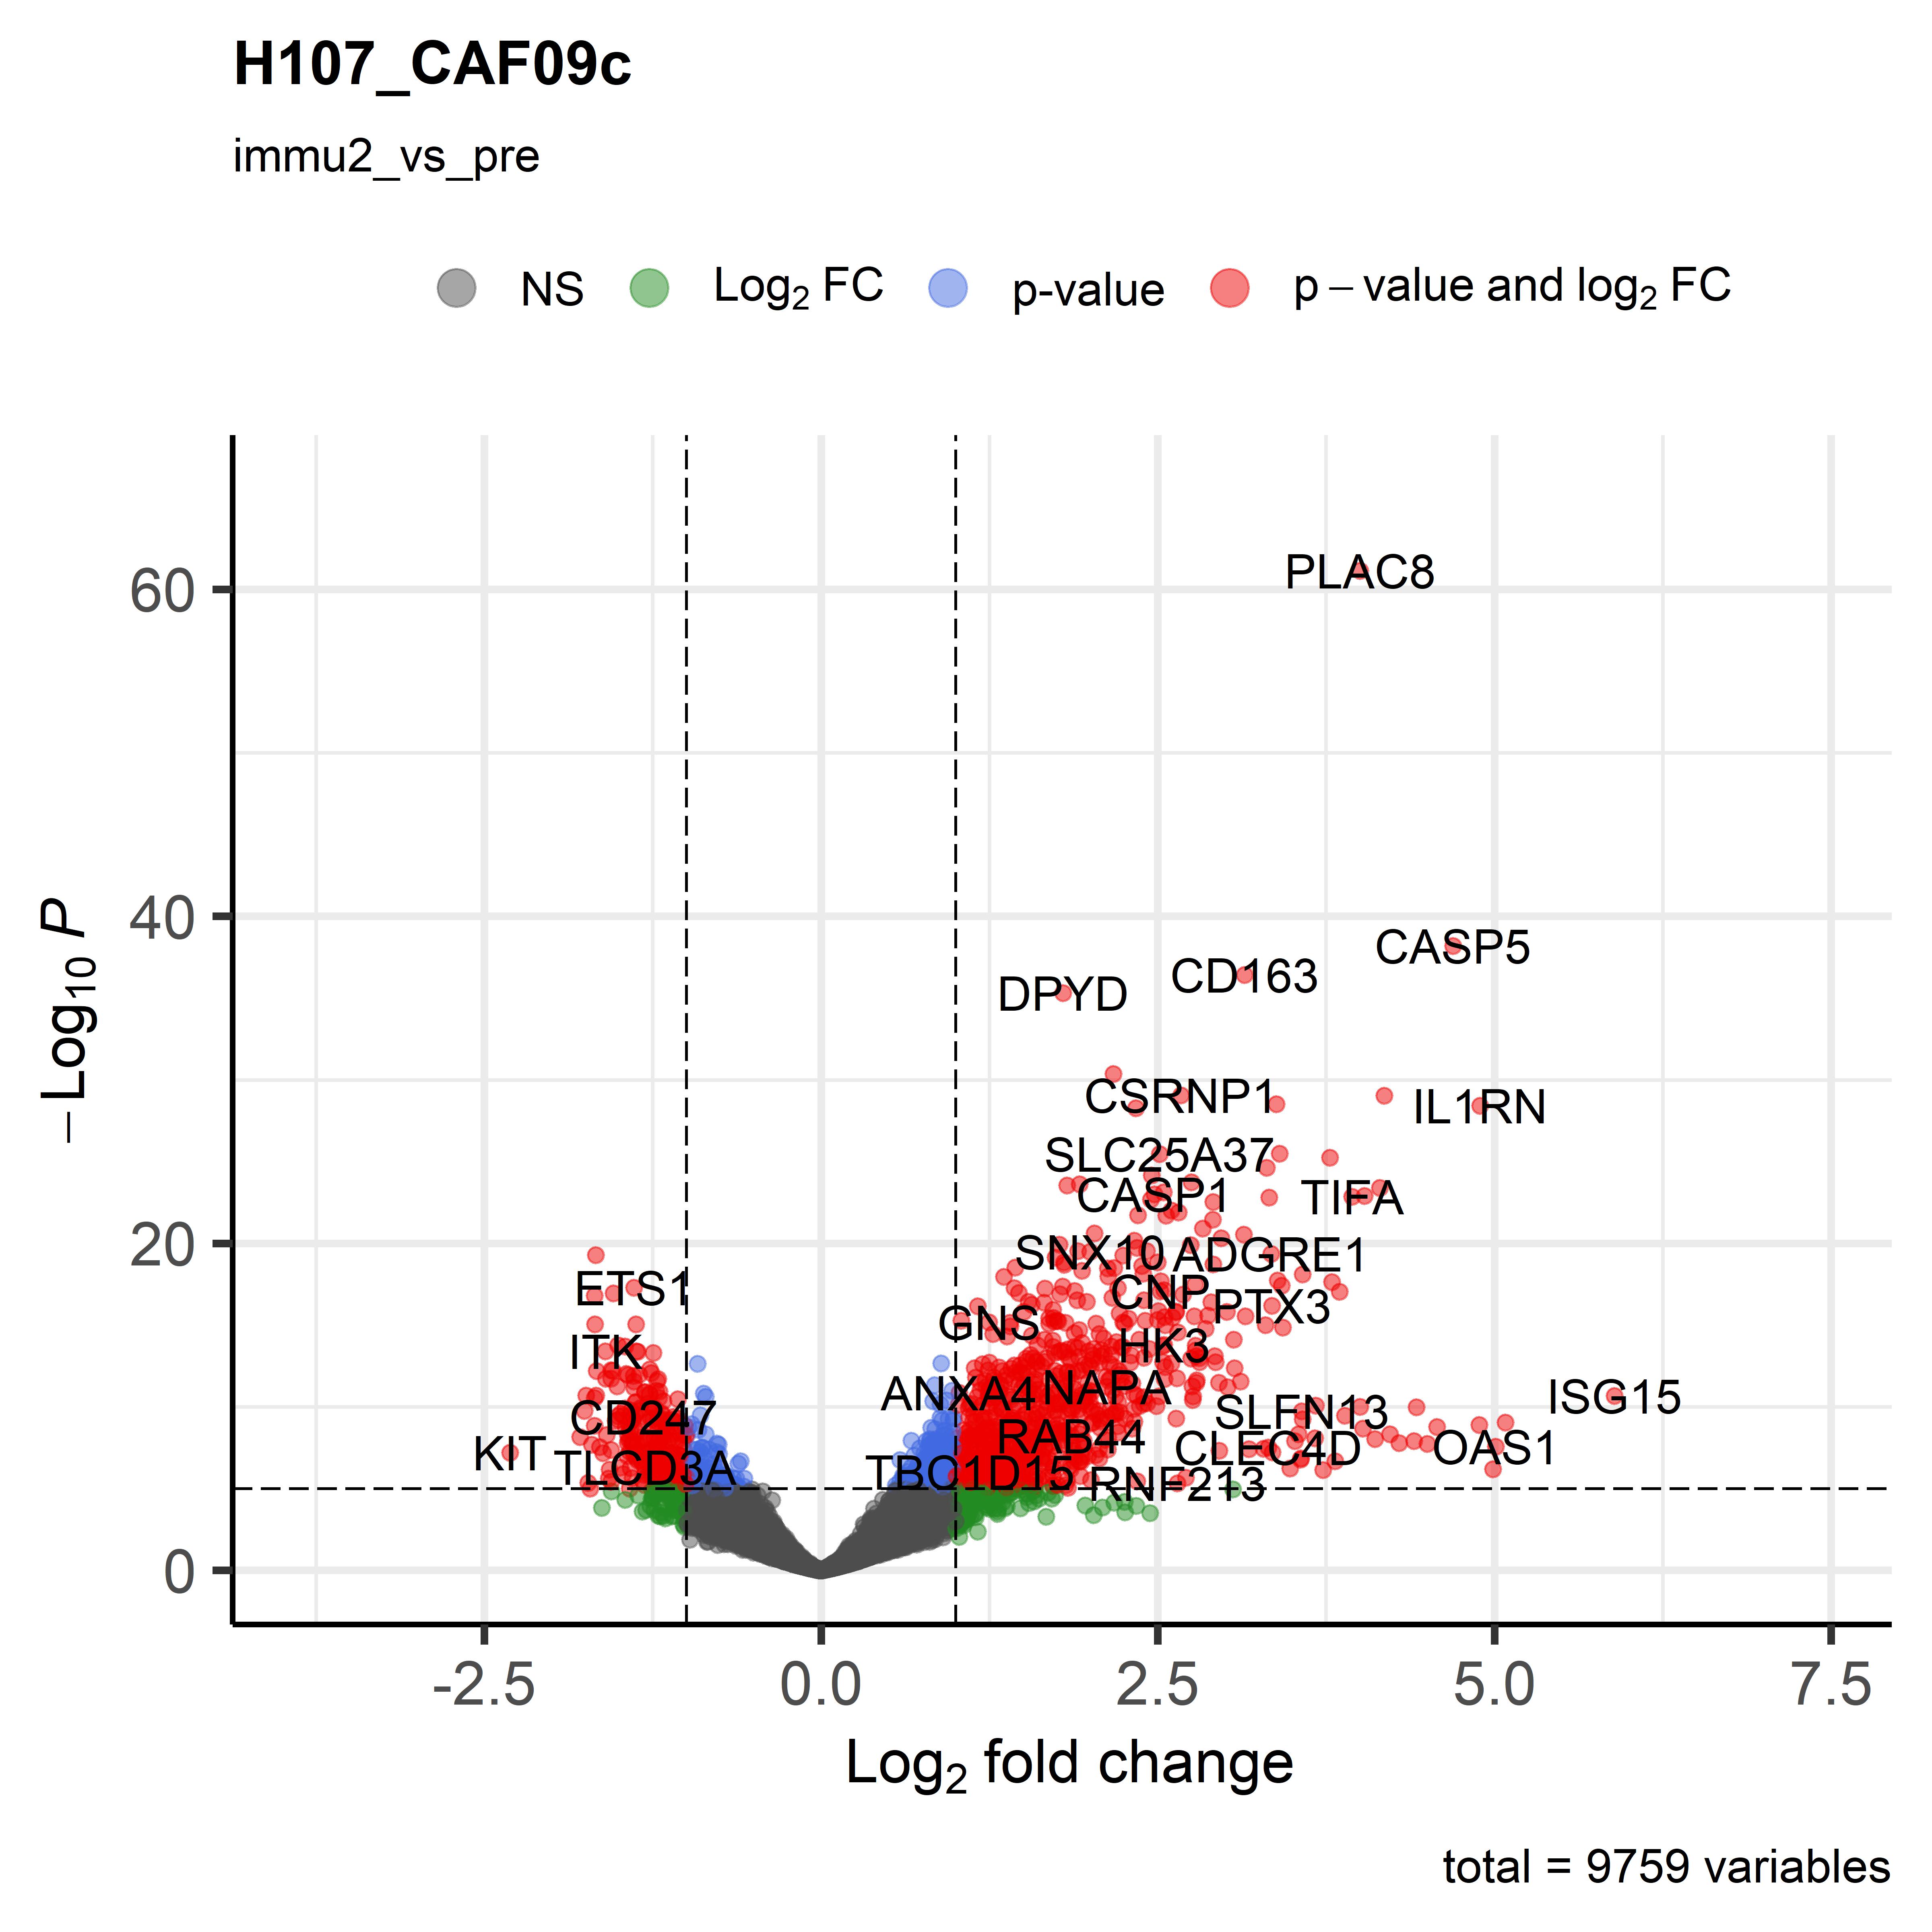 H107_CAF09c
immu2_vs_pre
NS Log2 FC p-value p – value and log2 FC
–Log10 P
60
40
20
0
PLAC8
CASP5
CD163
DPYD
CSRNP1
IL1RN
SLC25A37
CASP1
TIFA
SNX10
ADGRE1
ETS1
CNP
PTX3
GNS
ITK
HK3
ANXA4
NAPA
ISG15
CD247
SLFN13
RAB44
KIT
CLEC4D
OAS1
TLCD3A
TBC1D15
RNF213
-2.5 0.0 2.5 5.0 7.5
Log2 fold change
total = 9759 variables